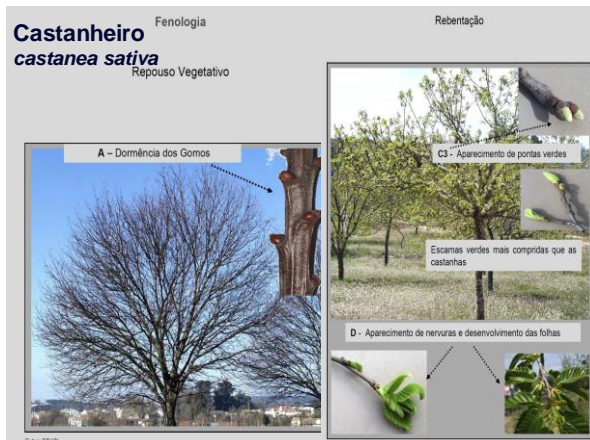 Castanheiro
castanea sativa
Fenologia
Repouso Vegetativo
A – Dormência dos Gomos
Rebentação
C3 - Aparecimento de pontas verdes
Escamas verdes mais compridas que as
castanhas
D - Aparecimento de nervuras e desenvolvimento das folhas